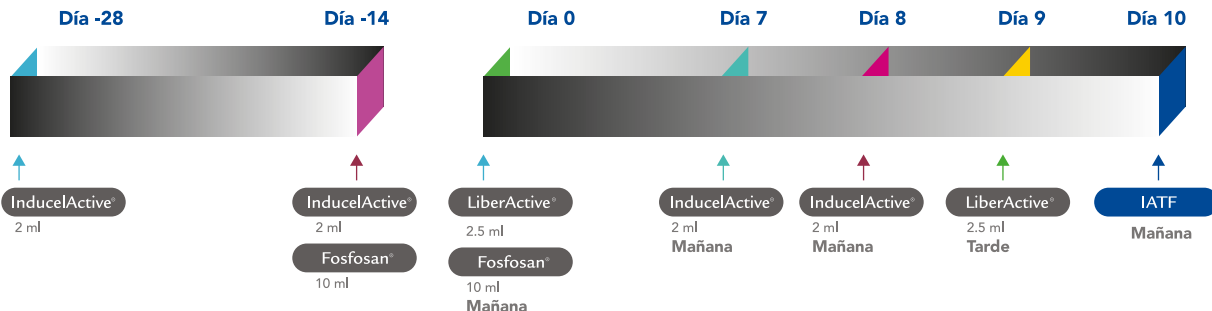 Día -28
Día -14
Día 0
Día 7
Día 8
Día 9
Día 10
InducelActive®
2 ml
InducelActive®
2 ml
Fosfosan®
10 ml
LiberActive®
2.5 ml
Fosfosan®
10 ml
Mañana
InducelActive®
2 ml
Mañana
InducelActive®
2 ml
Mañana
LiberActive®
2.5 ml
Tarde
IATF
Mañana